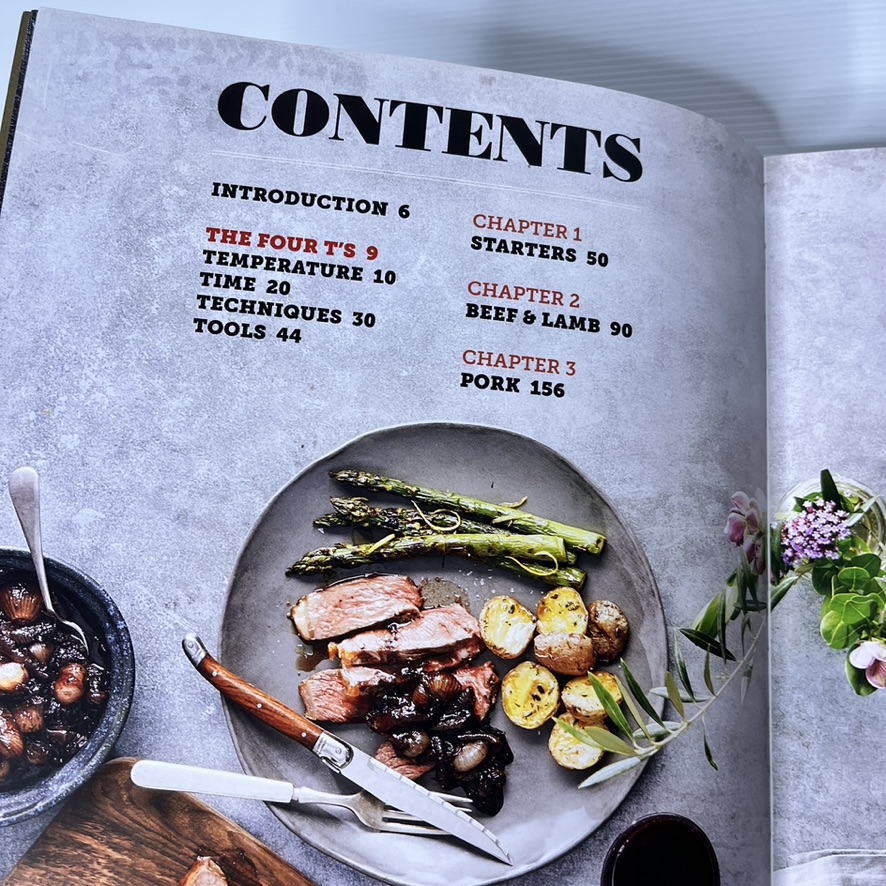 CONTENTS
INTRODUCTION 6
THE FOUR T'S 9
TEMPERATURE 10
TIME 20
TECHNIQUES 30
TOOLS 44
CHAPTER 1
STARTERS 50
CHAPTER 2
BEEF & LAMB 90
CHAPTER 3
PORK 156